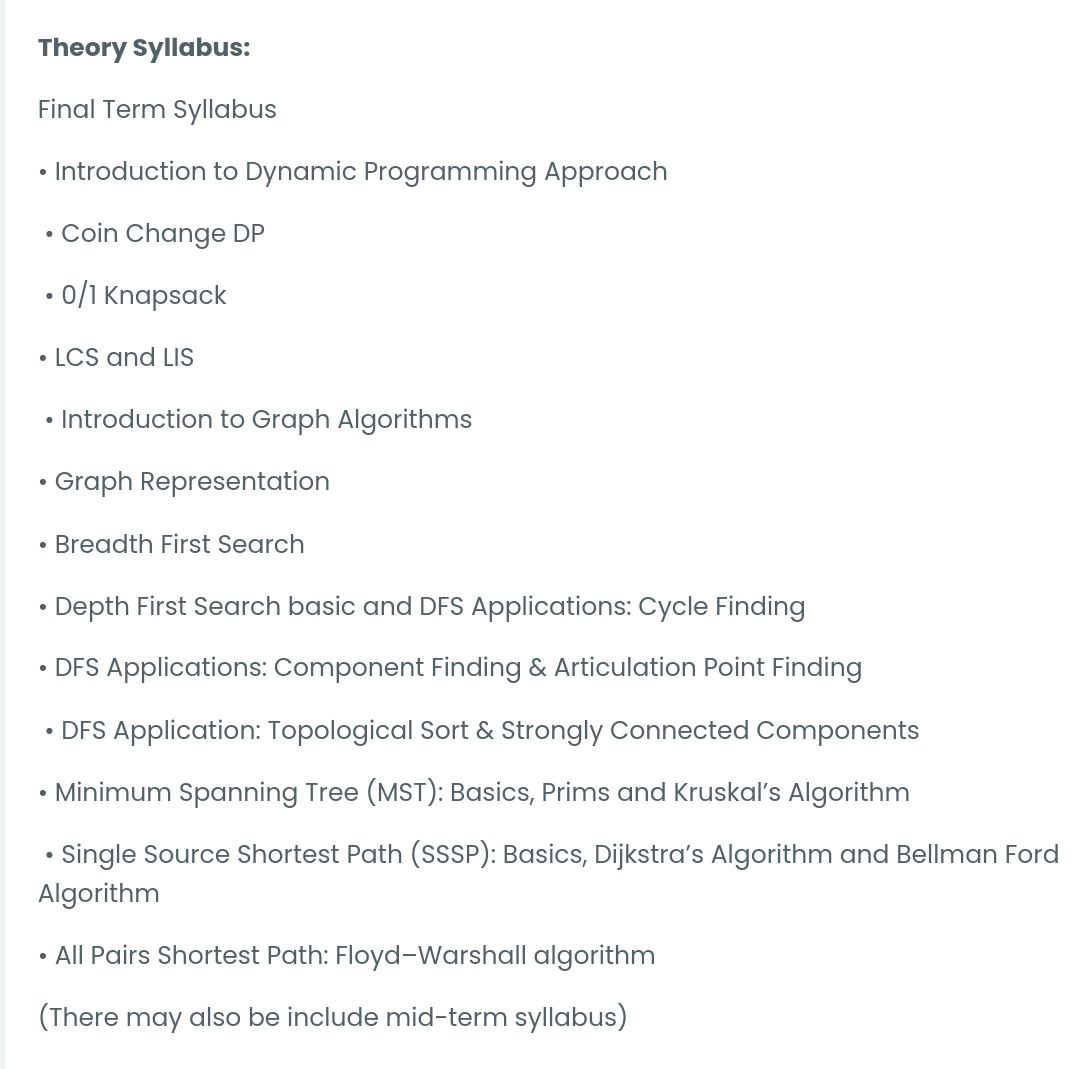 Theory Syllabus:
Final Term Syllabus
• Introduction to Dynamic Programming Approach
• Coin Change DP
• 0/1 Knapsack
• LCS and LIS
• Introduction to Graph Algorithms
• Graph Representation
• Breadth First Search
• Depth First Search basic and DFS Applications: Cycle Finding
• DFS Applications: Component Finding & Articulation Point Finding
• DFS Application: Topological Sort & Strongly Connected Components
• Minimum Spanning Tree (MST): Basics, Prims and Kruskal’s Algorithm
• Single Source Shortest Path (SSSP): Basics, Dijkstra’s Algorithm and Bellman Ford
Algorithm
• All Pairs Shortest Path: Floyd–Warshall algorithm
(There may also be include mid-term syllabus)